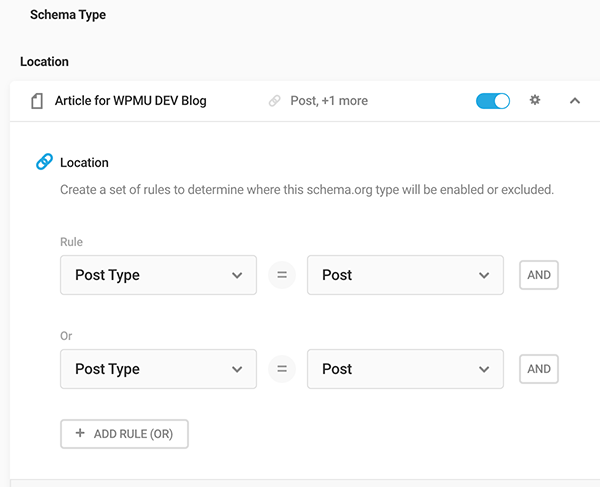 Schema Type
Location
Article for WPMU DEV Blog Post, +1 more
Location
Create a set of rules to determine where this schema.org type will be enabled or excluded.
Rule
Post Type = Post AND
Or
Post Type = Post AND
+ ADD RULE (OR)